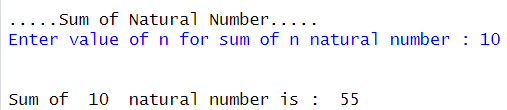 .....Sum of Natural Number.....
Enter value of n for sum of n natural number : 10
Sum of  10  natural number is :  55